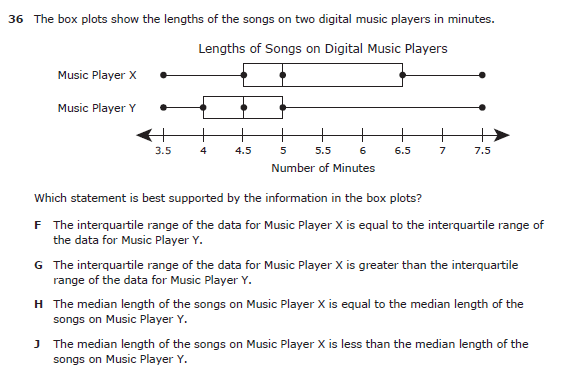 36 The box plots show the lengths of the songs on two digital music players in minutes.
Lengths of Songs on Digital Music Players
Music Player X
Music Player Y
3.5 4 4.5 5 5.5 6 6.5 7 7.5
Number of Minutes
Which statement is best supported by the information in the box plots?
F The interquartile range of the data for Music Player X is equal to the interquartile range of
the data for Music Player Y.
G The interquartile range of the data for Music Player X is greater than the interquartile
range of the data for Music Player Y.
H The median length of the songs on Music Player X is equal to the median length of the
songs on Music Player Y.
J The median length of the songs on Music Player X is less than the median length of the
songs on Music Player Y.